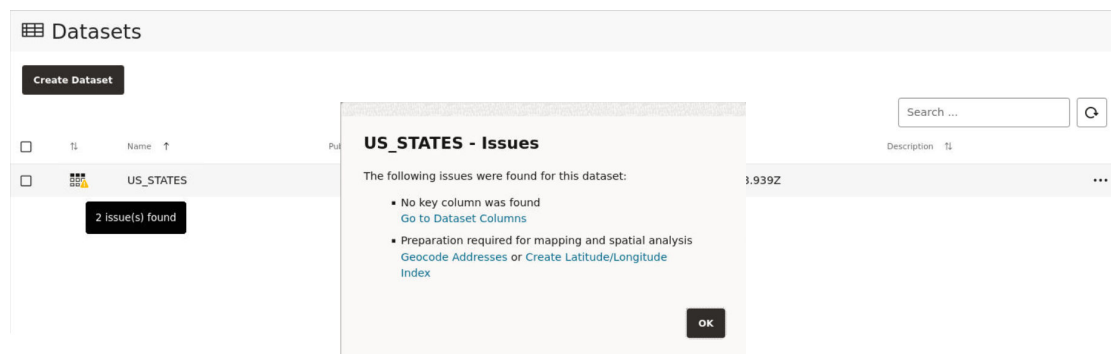 Datasets
Create Dataset
Search ...
Name
Description
US_STATES
3.939Z
2 issue(s) found
US_STATES - Issues
The following issues were found for this dataset:
No key column was found
Go to Dataset Columns
Preparation required for mapping and spatial analysis
Geocode Addresses or Create Latitude/Longitude
Index
OK